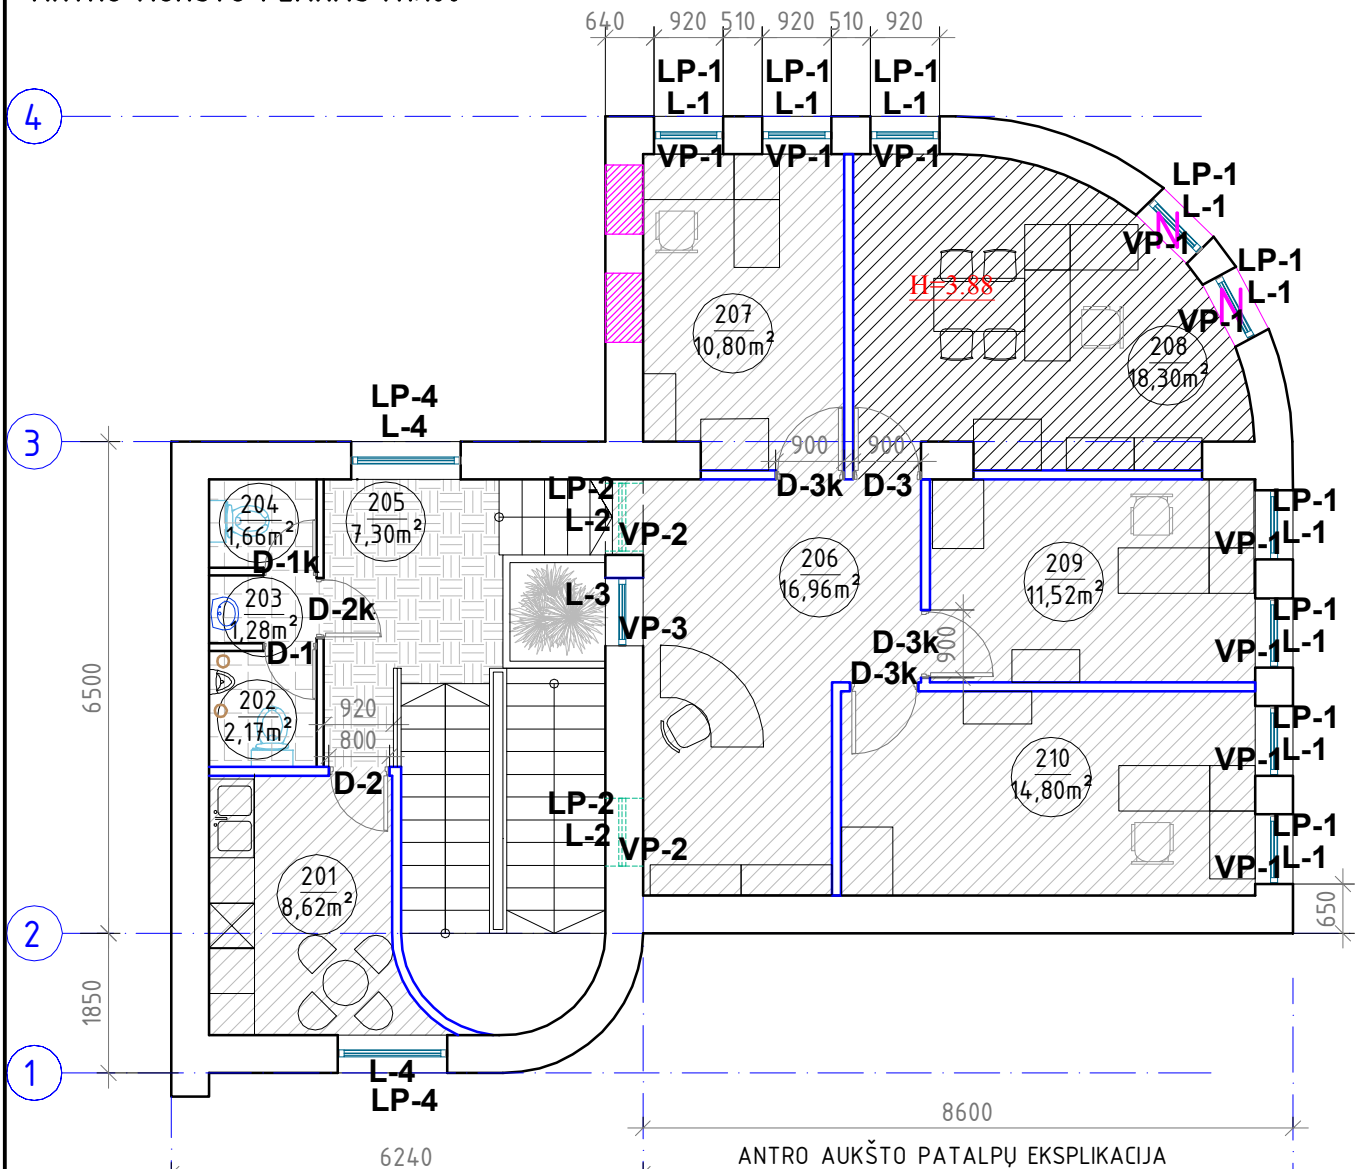 640 920 510 920 510 920
LP-1 LP-1 LP-1
L-1 L-1 L-1
4
VP-1 VP-1 VP-1
LP-1
L-1
VP-1 N
LP-1
L-1
VP-1 N
H=3.88
207
10,80m²
208
18,30m²
LP-4
L-4
3
900 900
D-3k D-3
LP-2
L-2
VP-2
204
1,66m²
205
7,30m²
D-1k
LP-1
L-1
VP-1
206
16,96m²
209
11,52m²
203
1,28m²
D-2k
L-3
VP-3
LP-1
L-1
VP-1
D-1
D-3k
900
D-3k
6500
202
2,17m²
920
800
D-2
LP-1
L-1
VP-1
210
14,80m²
LP-2
L-2
VP-2
LP-1
L-1
VP-1
201
8,62m²
650
2
1850
1
L-4
LP-4
8600
6240
ANTRO AUKŠTO PATALPŲ EKSPLIKACIJA